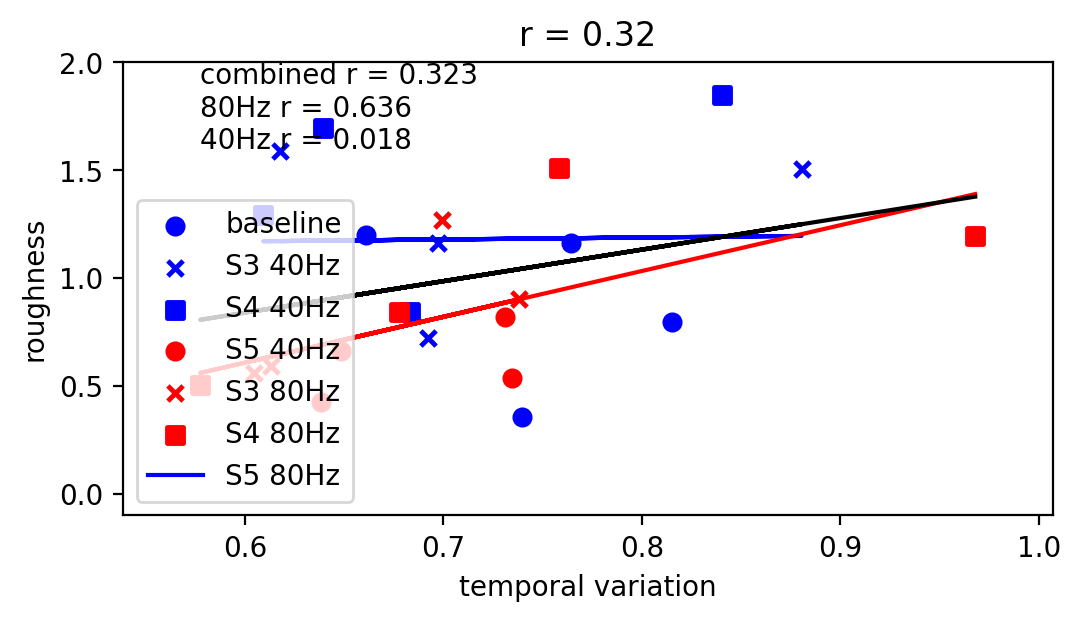 r = 0.32
combined r = 0.323
80Hz r = 0.636
40Hz r = 0.018
2.0
1.5
1.0
0.5
0.0
roughness
baseline
S3 40Hz
S4 40Hz
S5 40Hz
S3 80Hz
S4 80Hz
S5 80Hz
0.6 0.7 0.8 0.9 1.0
temporal variation